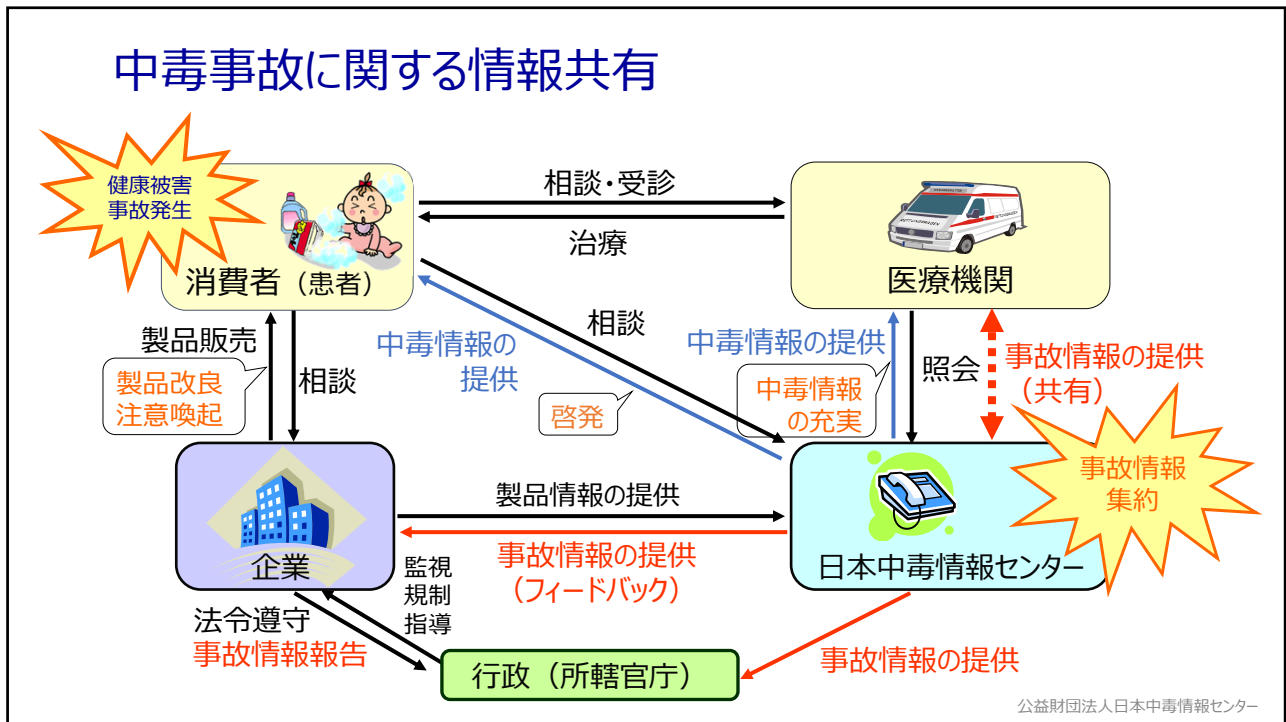 中毒事故に関する情報共有
健康被害
事故発生
消費者（患者）
相談・受診
治療
医療機関
製品販売
製品改良
注意喚起
相談
中毒情報の
提供
啓発
相談
中毒情報の提供
中毒情報
の充実
照会
事故情報の提供
（共有）
事故情報
集約
企業
製品情報の提供
事故情報の提供
（フィードバック）
日本中毒情報センター
監視
規制
指導
法令遵守
事故情報報告
行政（所轄官庁）
事故情報の提供
公益財団法人日本中毒情報センター